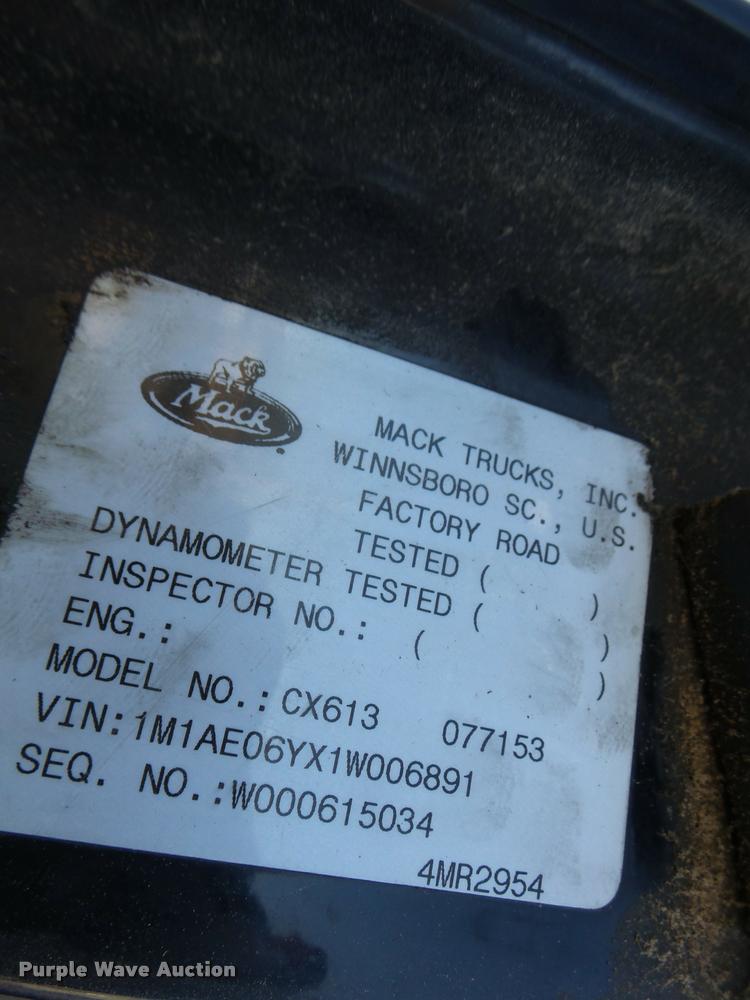 Mack
MACK TRUCKS, INC.
WINNSBORO SC., U.S.
FACTORY ROAD
TESTED ( )
DYNAMOMETER TESTED ( )
INSPECTOR NO.: ( )
ENG.:
MODEL NO.: CX613 077153
VIN:1M1AE06YX1W006891
SEQ. NO.:W000615034
4MR2954
Purple Wave Auction